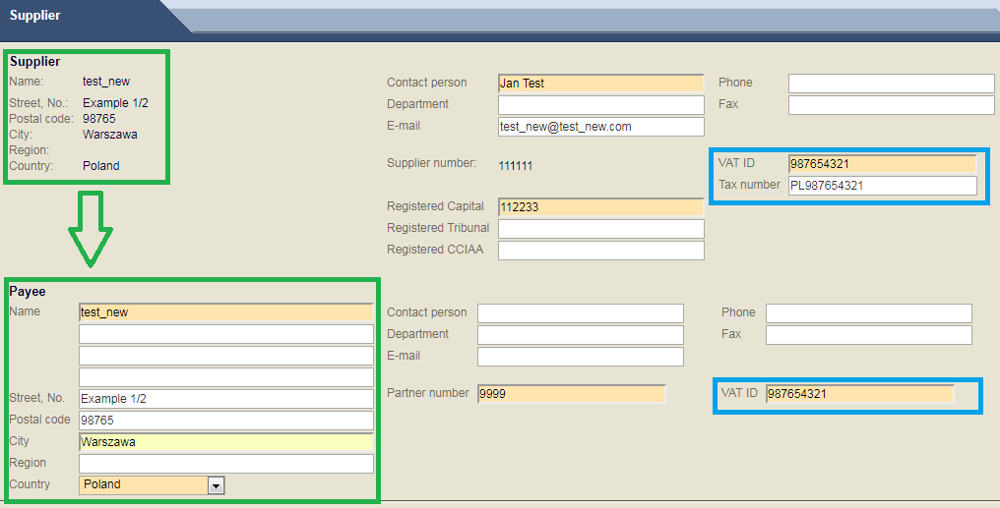 Supplier
Supplier
Name: test_new
Street, No.: Example 1/2
Postal code: 98765
City: Warszawa
Region:
Country: Poland
Contact person Jan Test
Department
E-mail test_new@test_new.com
Phone
Fax
Supplier number: 111111
VAT ID 987654321
Tax number PL987654321
Registered Capital 112233
Registered Tribunal
Registered CCIAA
Payee
Name test_new
Street, No. Example 1/2
Postal code 98765
City Warszawa
Region
Country Poland
Contact person
Department
E-mail
Phone
Fax
Partner number 9999
VAT ID 987654321